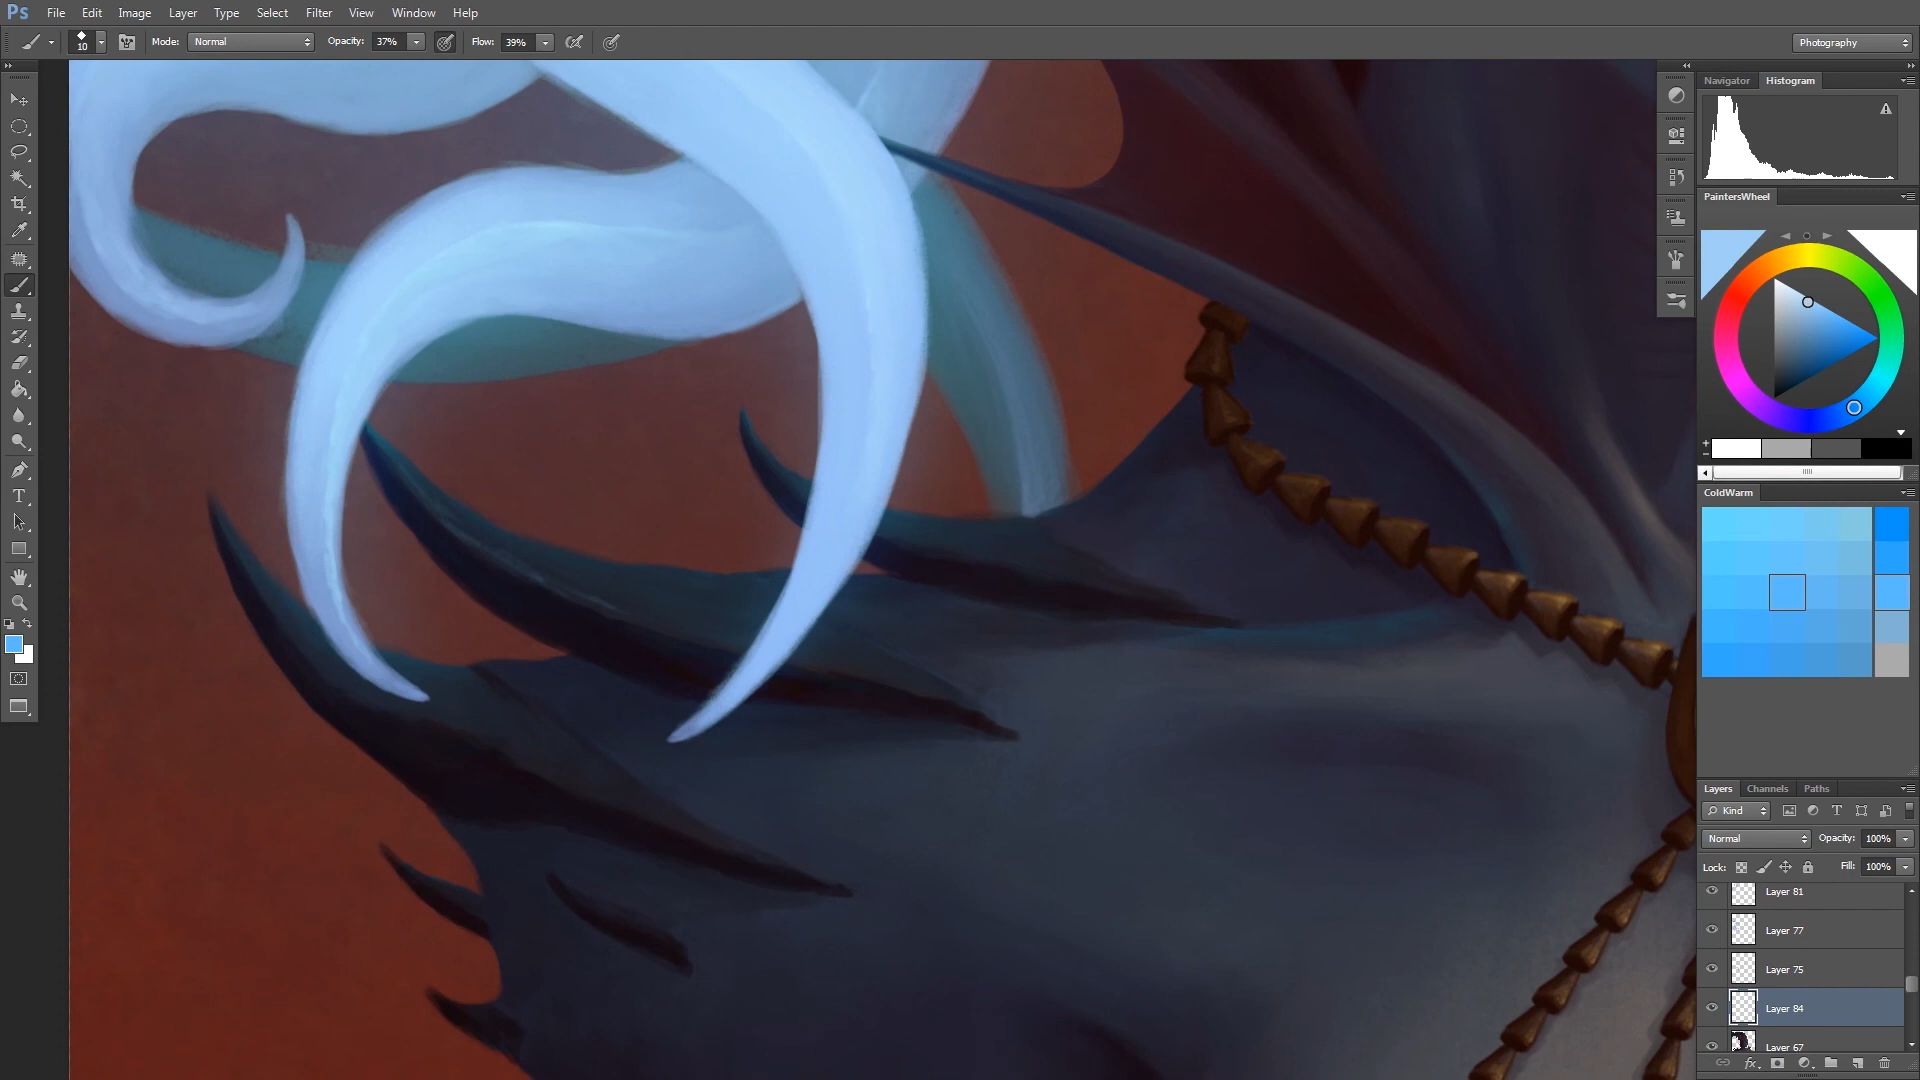 Ps File Edit Image Layer Type Select Filter View Window Help
10 Mode: Normal Opacity: 37% Flow: 39% Photography
Navigator Histogram
PaintersWheel
ColdWarm
Layers Channels Paths
Kind
Normal Opacity: 100%
Lock: Fill: 100%
Layer 81
Layer 77
Layer 75
Layer 84
Layer 67
fx